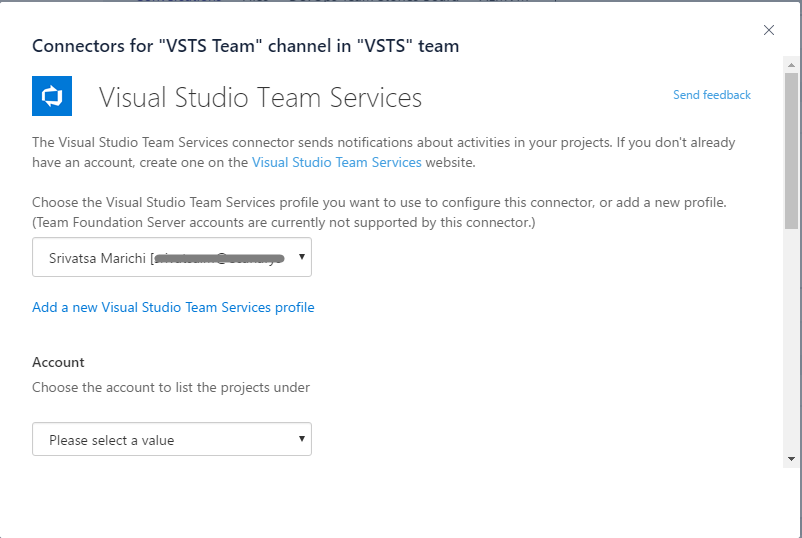 Connectors for "VSTS Team" channel in "VSTS" team
Visual Studio Team Services
Send feedback
The Visual Studio Team Services connector sends notifications about activities in your projects. If you don't already
have an account, create one on the Visual Studio Team Services website.
Choose the Visual Studio Team Services profile you want to use to configure this connector, or add a new profile.
(Team Foundation Server accounts are currently not supported by this connector.)
Srivatsa Marichi [
Add a new Visual Studio Team Services profile
Account
Choose the account to list the projects under
Please select a value